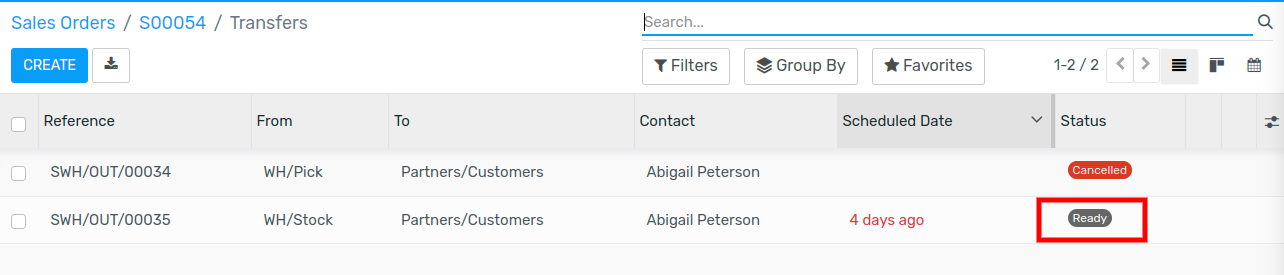 Sales Orders / S00054 / Transfers
Search...
CREATE
Filters
Group By
Favorites
1-2 / 2
Reference From To Contact Scheduled Date Status
SWH/OUT/00034 WH/Pick Partners/Customers Abigail Peterson Cancelled
SWH/OUT/00035 WH/Stock Partners/Customers Abigail Peterson 4 days ago Ready